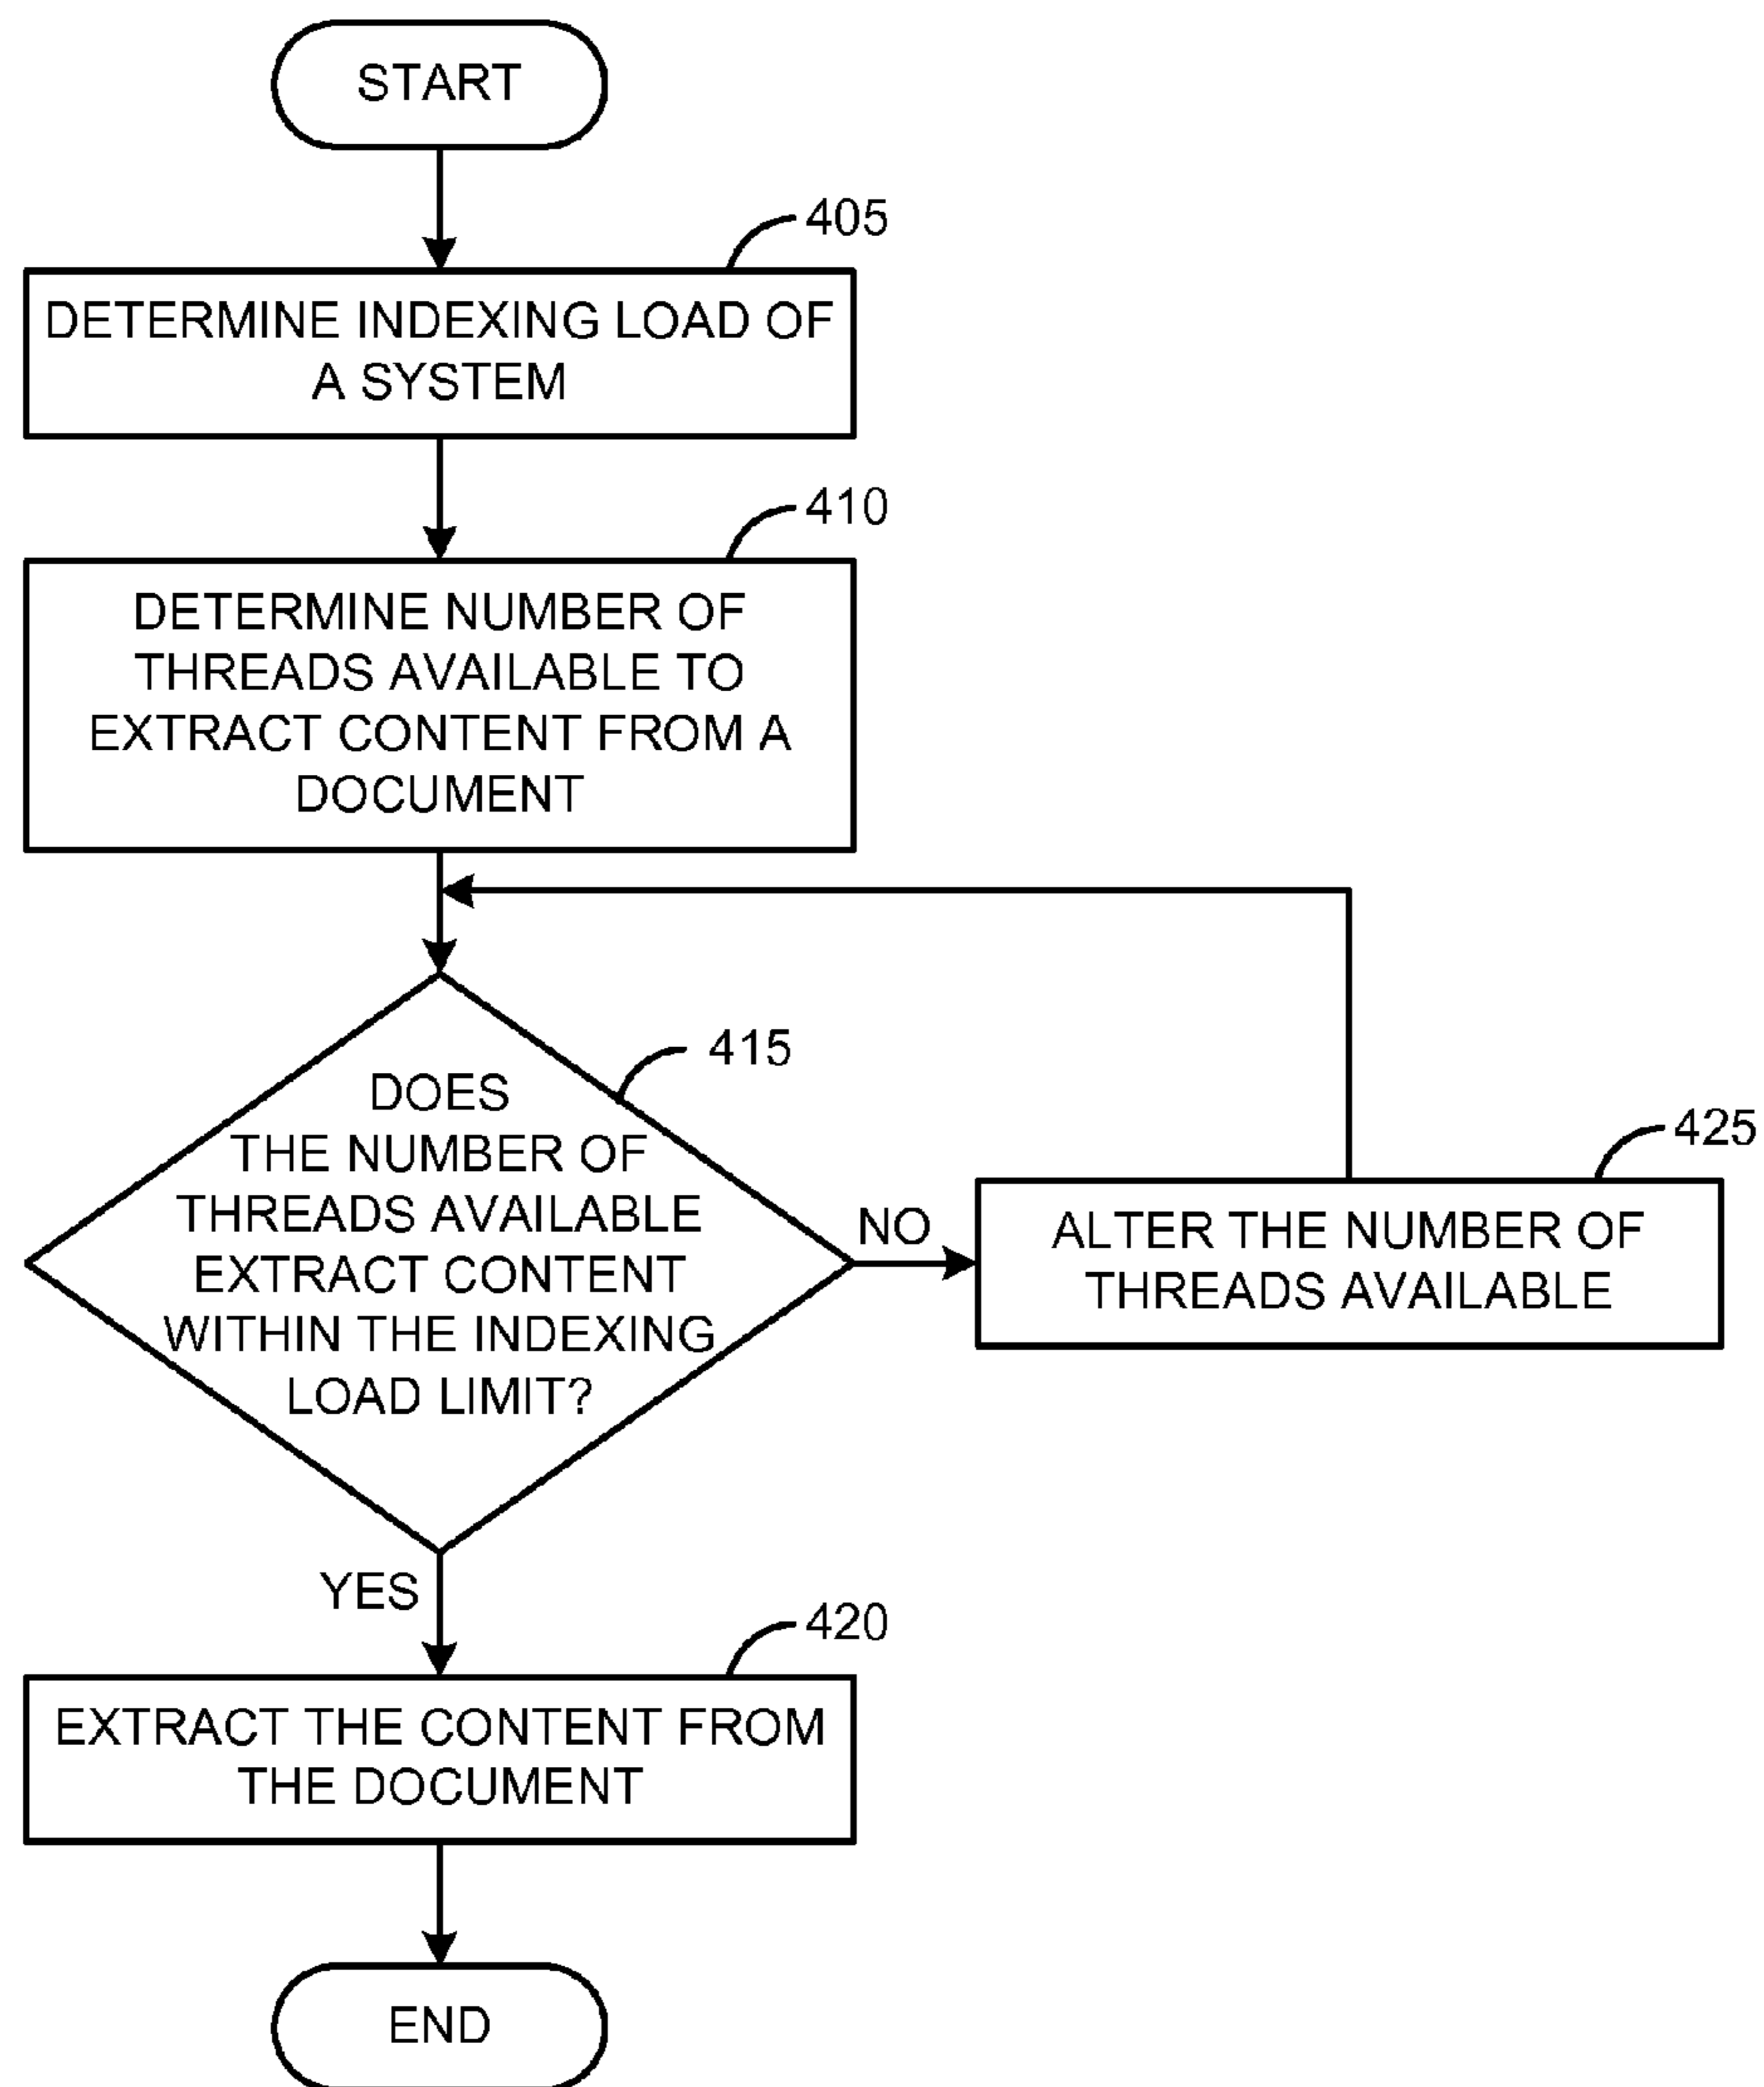 START
405
DETERMINE INDEXING LOAD OF
A SYSTEM
410
DETERMINE NUMBER OF
THREADS AVAILABLE TO
EXTRACT CONTENT FROM A
DOCUMENT
415
DOES
THE NUMBER OF
THREADS AVAILABLE
EXTRACT CONTENT
WITHIN THE INDEXING
LOAD LIMIT?
NO
425
ALTER THE NUMBER OF
THREADS AVAILABLE
YES
420
EXTRACT THE CONTENT FROM
THE DOCUMENT
END